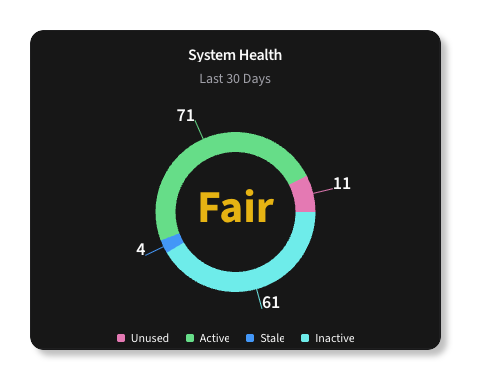 System Health
Last 30 Days
71
11
Fair
4
61
Unused Active Stale Inactive